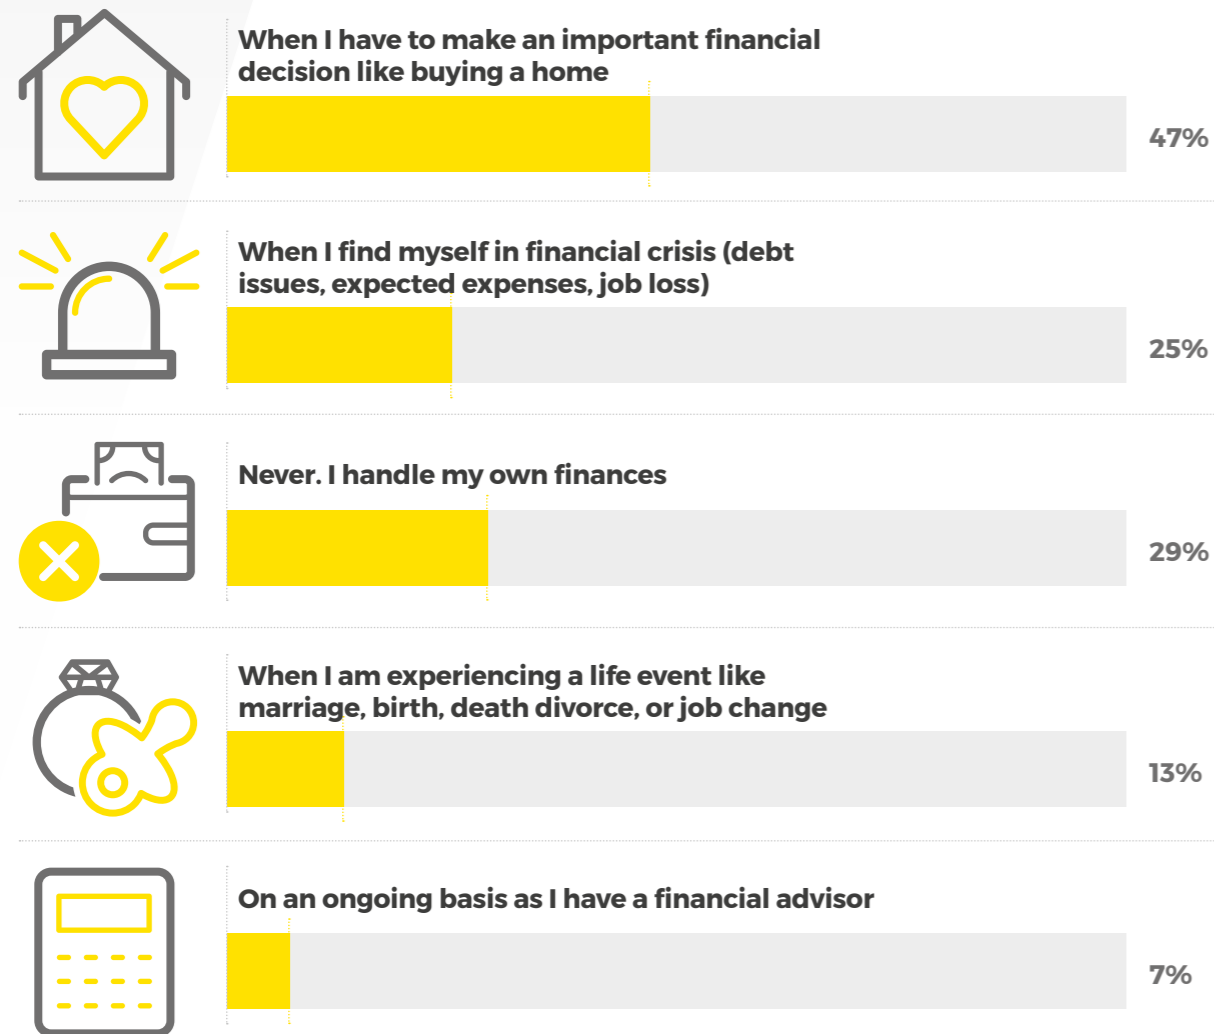 When I have to make an important financial
decision like buying a home
47%
When I find myself in financial crisis (debt
issues, expected expenses, job loss)
25%
Never. I handle my own finances
29%
When I am experiencing a life event like
marriage, birth, death divorce, or job change
13%
On an ongoing basis as I have a financial advisor
7%